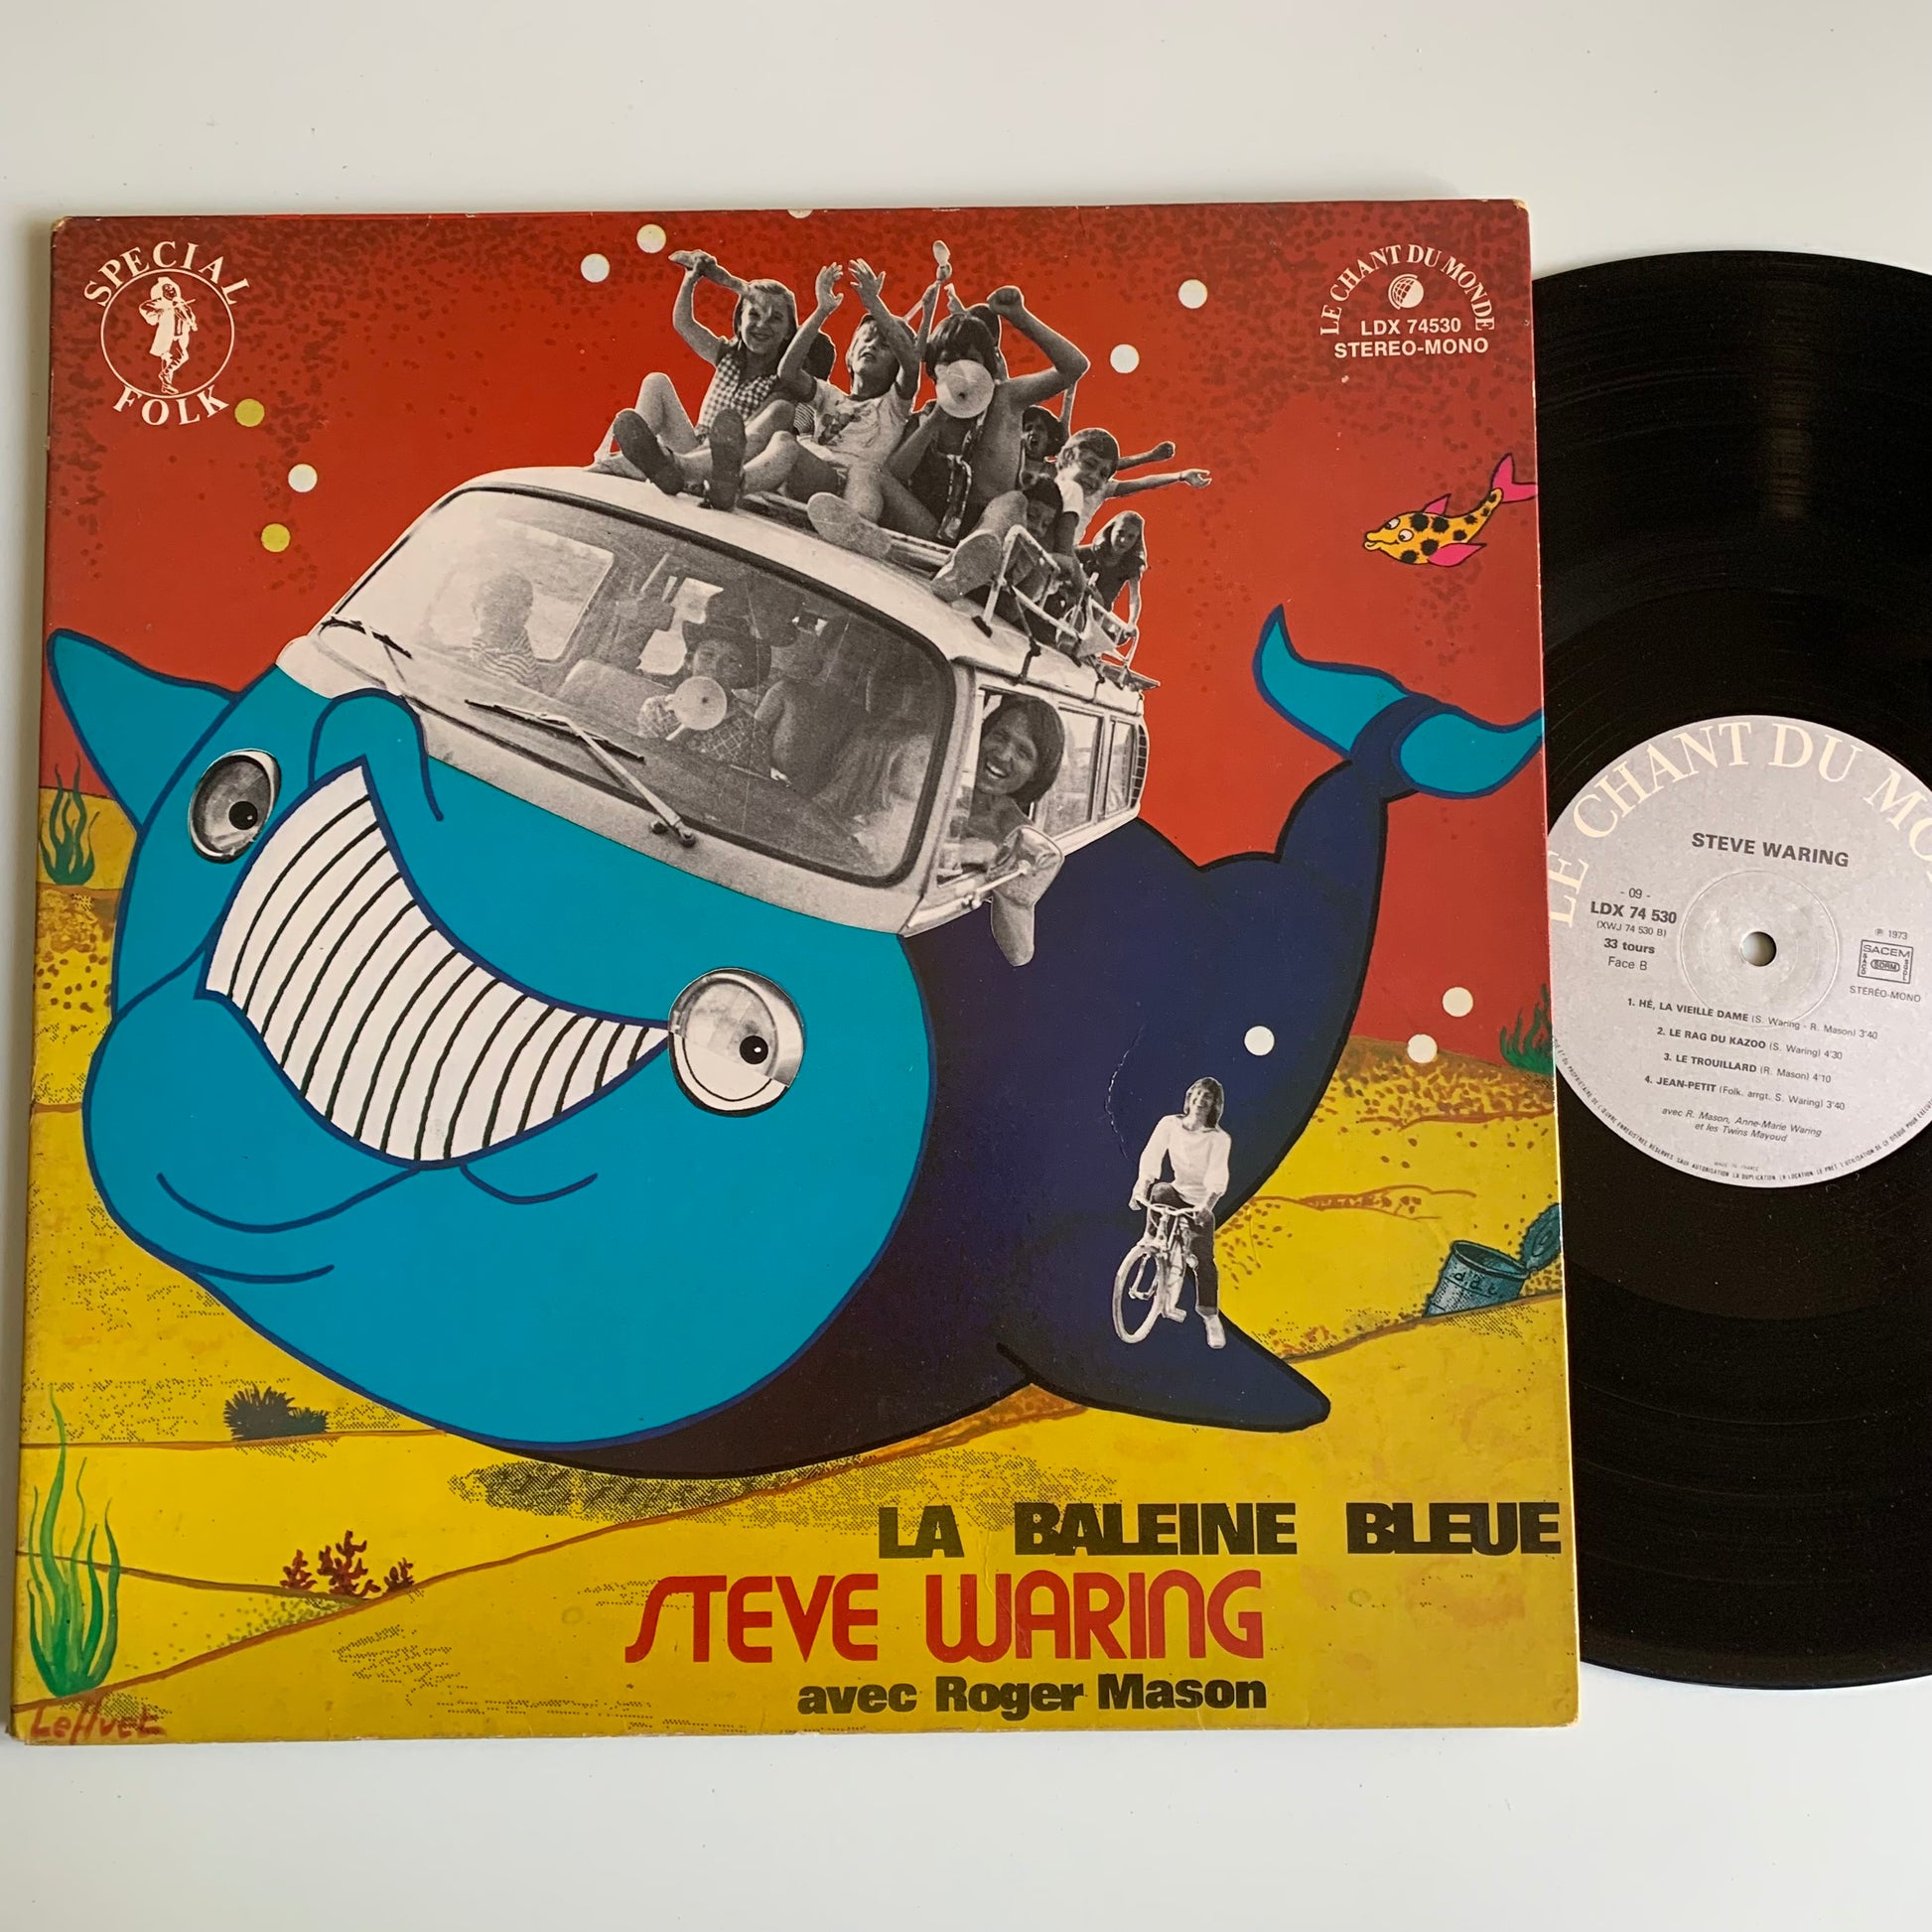 SPECIAL
FOLK
LE CHANT DU MONDE
LDX 74530
STEREO-MONO
d.d.t.
LA BALEINE BLEUE
STEVE WARING
avec Roger Mason
LeHuet
LE CHANT DU MO
STEVE WARING
- 09 -
LDX 74 530
(XWJ 74 530 B)
33 tours
Face B
℗ 1973
SACEM
STÉRÉO-MONO
1. HÉ, LA VIEILLE DAME (S. Waring - R. Mason) 3'40
2. LE RAG DU KAZOO (S. Waring) 4'30
3. LE TROUILLARD (R. Mason) 4'10
4. JEAN-PETIT (Folk. arrgt. S. Waring) 3'40
avec R. Mason, Anne-Marie Waring
et les Twins Mayoud
MADE IN FRANCE